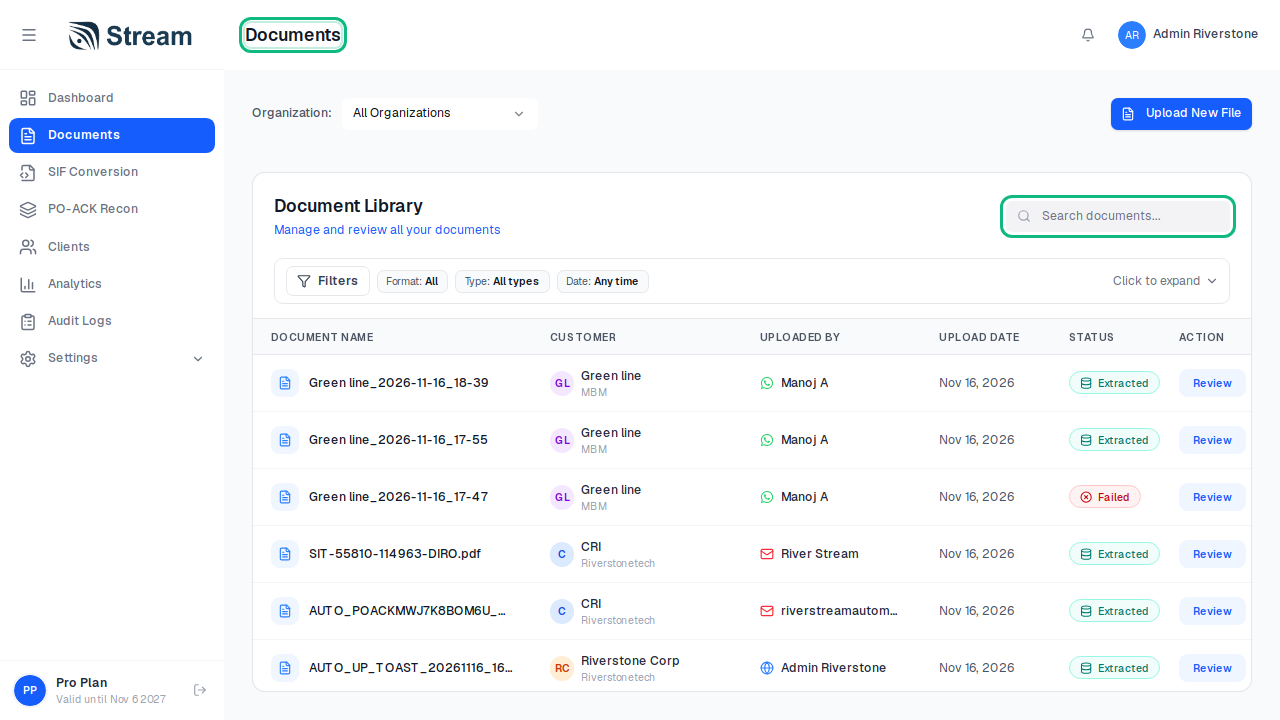 Stream
Documents
AR
Admin Riverstone
Dashboard
Documents
SIF Conversion
PO-ACK Recon
Clients
Analytics
Audit Logs
Settings
PP
Pro Plan
Valid until Nov 6 2027
Organization:
All Organizations
Upload New File
Document Library
Manage and review all your documents
Search documents...
Filters
Format: All
Type: All types
Date: Any time
Click to expand
DOCUMENT NAME CUSTOMER UPLOADED BY UPLOAD DATE STATUS ACTION
Green line_2026-11-16_18-39 GL Green line Manoj A Nov 16, 2026 Extracted Review
MBM
Green line_2026-11-16_17-55 GL Green line Manoj A Nov 16, 2026 Extracted Review
MBM
Green line_2026-11-16_17-47 GL Green line Manoj A Nov 16, 2026 Failed Review
MBM
SIT-55810-114963-DIRO.pdf C CRI River Stream Nov 16, 2026 Extracted Review
Riverstonetech
AUTO_POACKMWJ7K8BOM6U_... C CRI riverstreamautom... Nov 16, 2026 Extracted Review
Riverstonetech
AUTO_UP_TOAST_20261116_16... RC Riverstone Corp Admin Riverstone Nov 16, 2026 Extracted Review
Riverstonetech